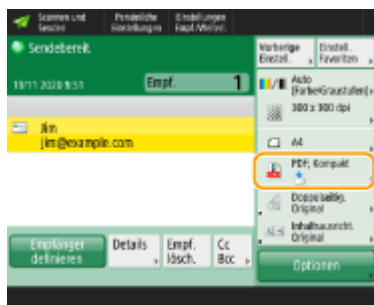 Scannen und
Senden
Persönliche
Einstellungen
Einstellungen
Empf./Weiterl.
Sendebereit.
Vorherige
Einstell.
Einstell.
Favoriten
19/11 2020 9:51
Empf. 1
Auto
(Farbe/Graustufen)
300 x 300 dpi
Jim
jim@example.com
A4
PDF; Kompakt
Doppelseitig.
Original
Inhaltsausricht.
Original
Empfänger
definieren
Details
Empf.
lösch.
Cc
Bcc
Optionen